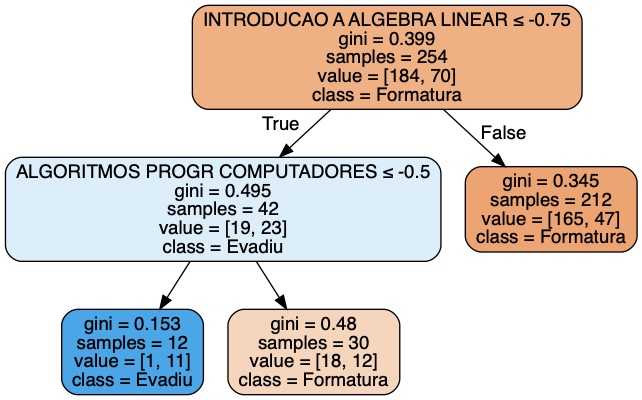 INTRODUCAO A ALGEBRA LINEAR ≤ -0.75
gini = 0.399
samples = 254
value = [184, 70]
class = Formatura
True
False
ALGORITMOS PROGR COMPUTADORES ≤ -0.5
gini = 0.495
samples = 42
value = [19, 23]
class = Evadiu
gini = 0.345
samples = 212
value = [165, 47]
class = Formatura
gini = 0.153
samples = 12
value = [1, 11]
class = Evadiu
gini = 0.48
samples = 30
value = [18, 12]
class = Formatura